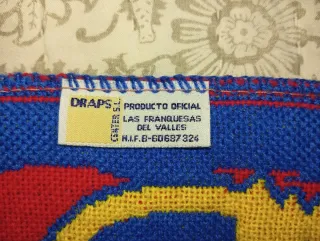 DRAPS
CENTER, S.L.
PRODUCTO OFICIAL
LAS FRANQUESAS
DEL VALLES
N.I.F.B-60687324